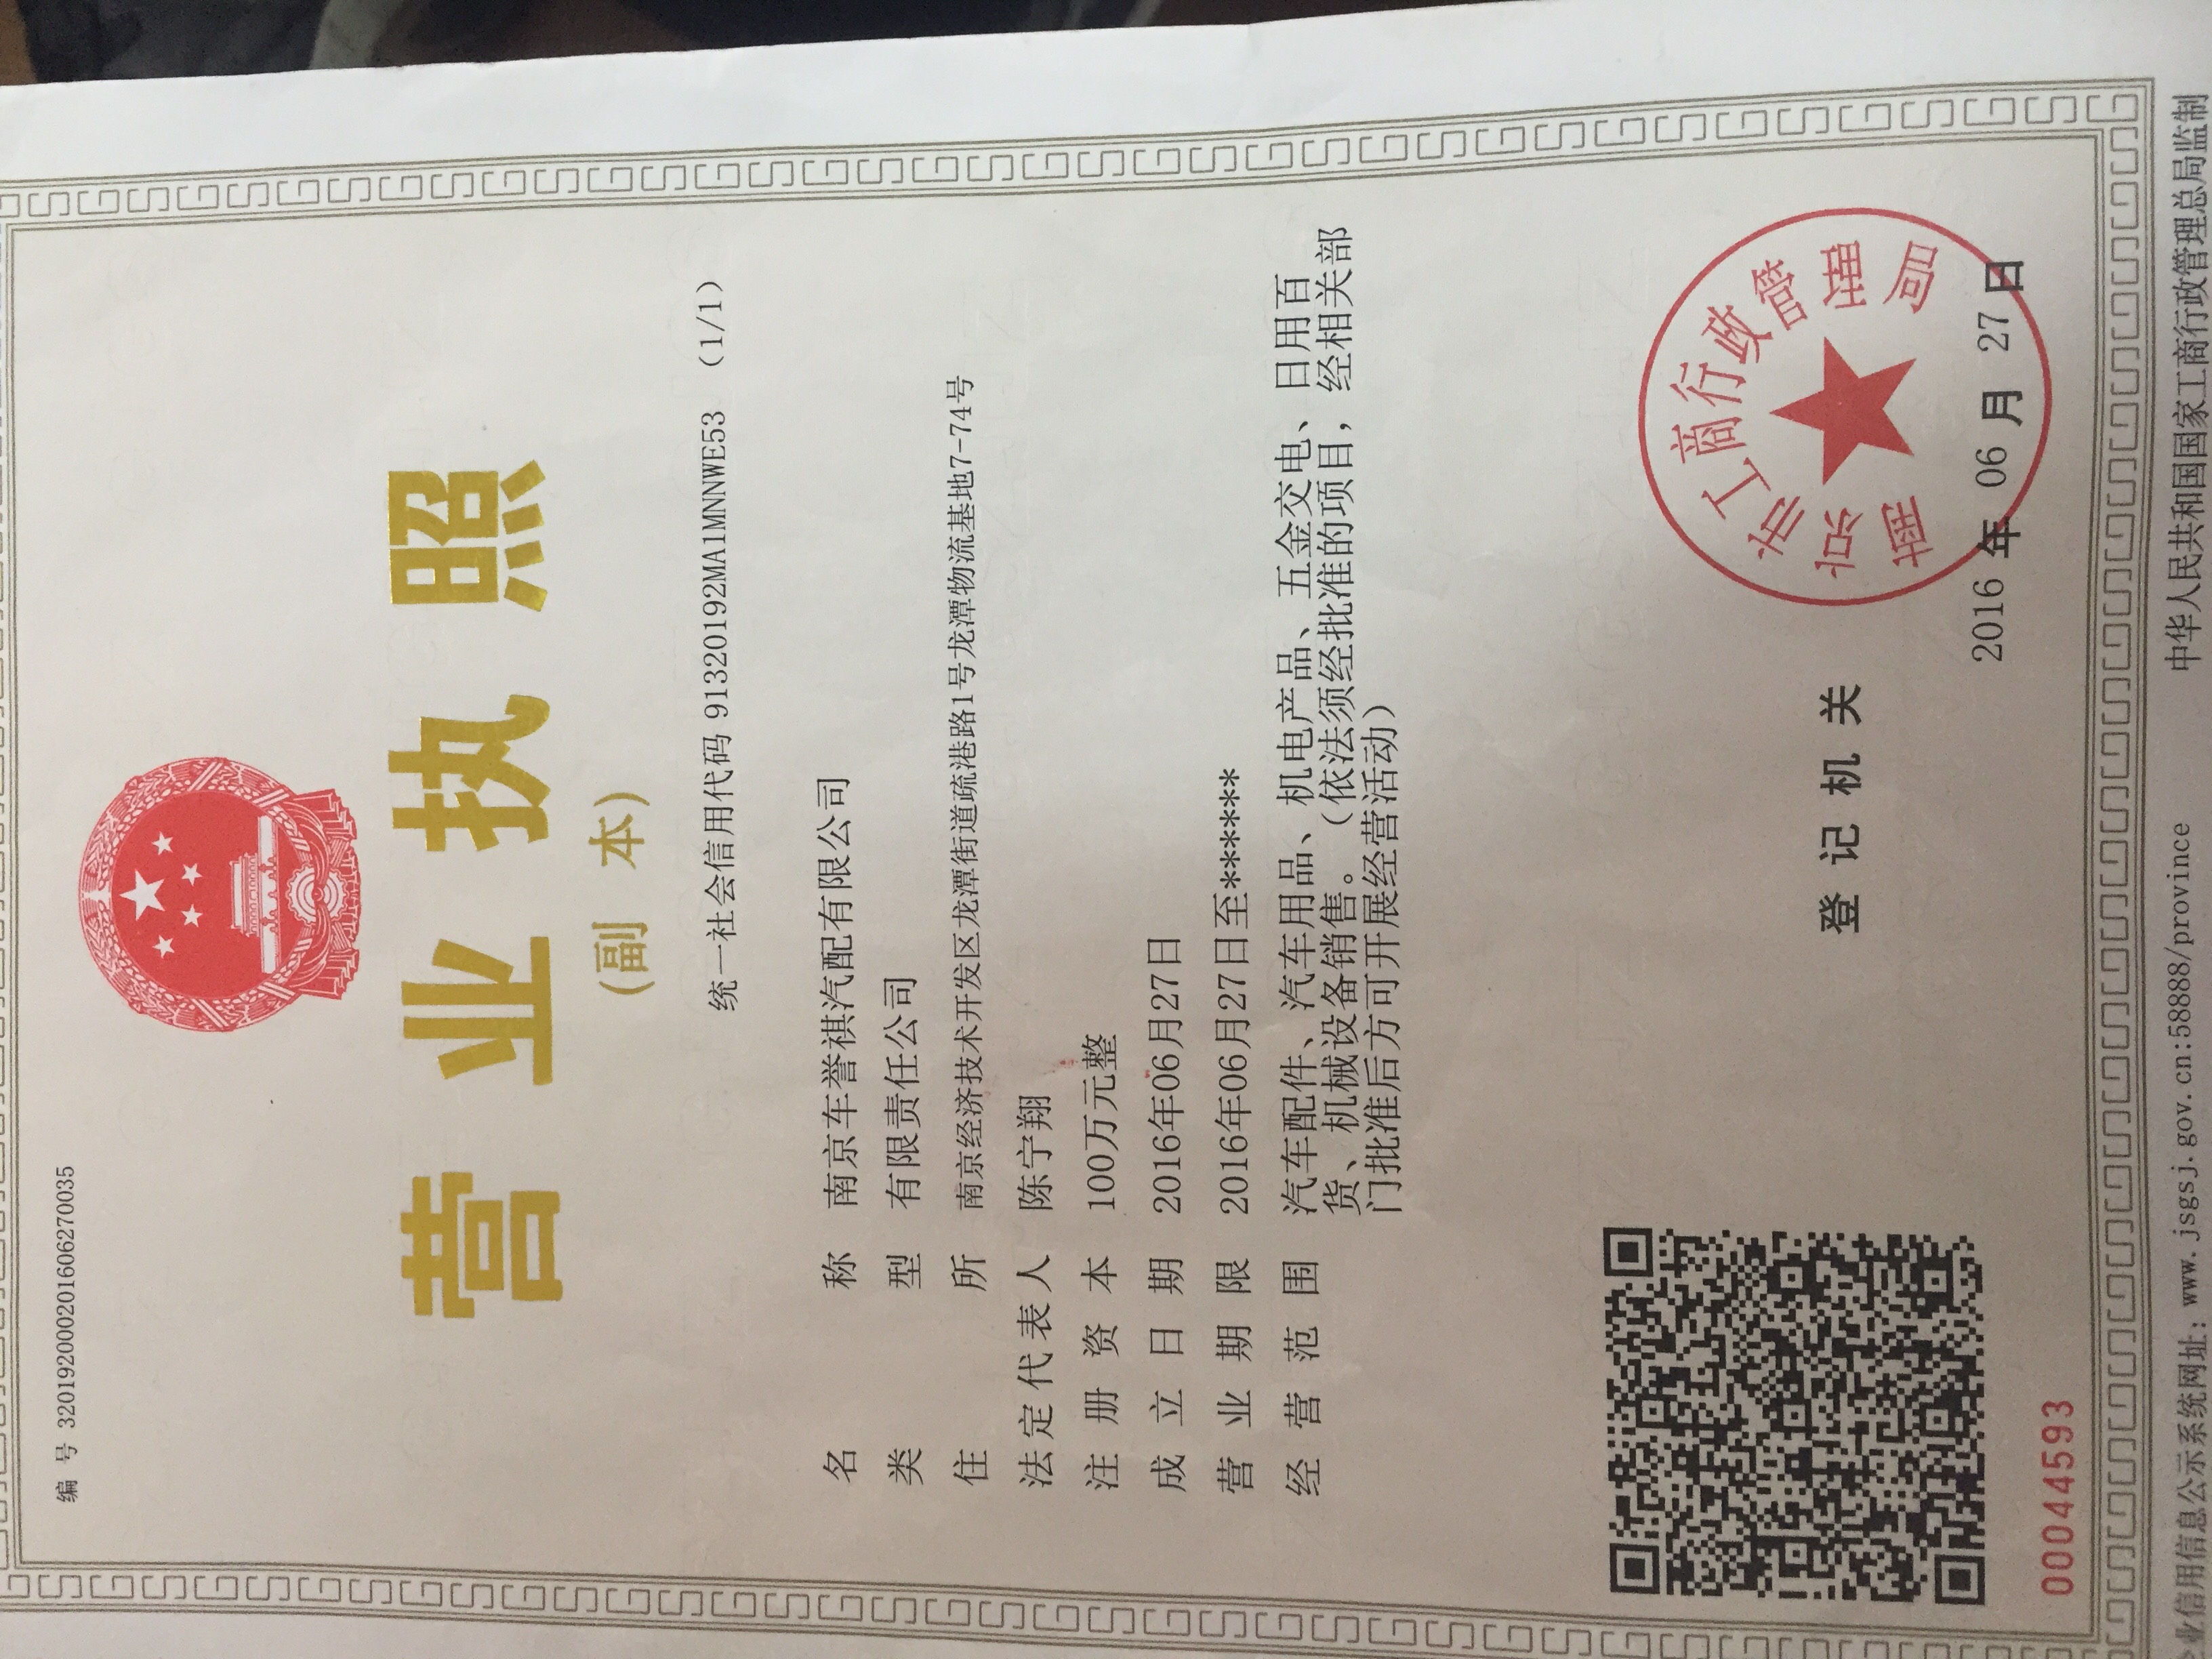 编 号 320192000201606270035
营业执照
(副 本)
统一社会信用代码 91320192MA1MNNWE53 (1/1)
名 称 南京车誉祺汽配有限公司
类 型 有限责任公司
住 所 南京经济技术开发区龙潭街道疏港路1号龙潭物流基地7-74号
法定代表人 陈宁翔
注 册 资 本 100万元整
成 立 日 期 2016年06月27日
营 业 期 限 2016年06月27日至*******
经 营 范 围 汽车配件、汽车用品、机电产品、五金交电、日用百
货、机械设备销售。（依法须经批准的项目，经相关部
门批准后方可开展经营活动）
登 记 机 关
工商行政管理局
2016 年 06 月 27 日
00044593
业信用信息公示系统网址: www.jsgsj.gov.cn:58888/province 中华人民共和国国家工商行政管理总局监制